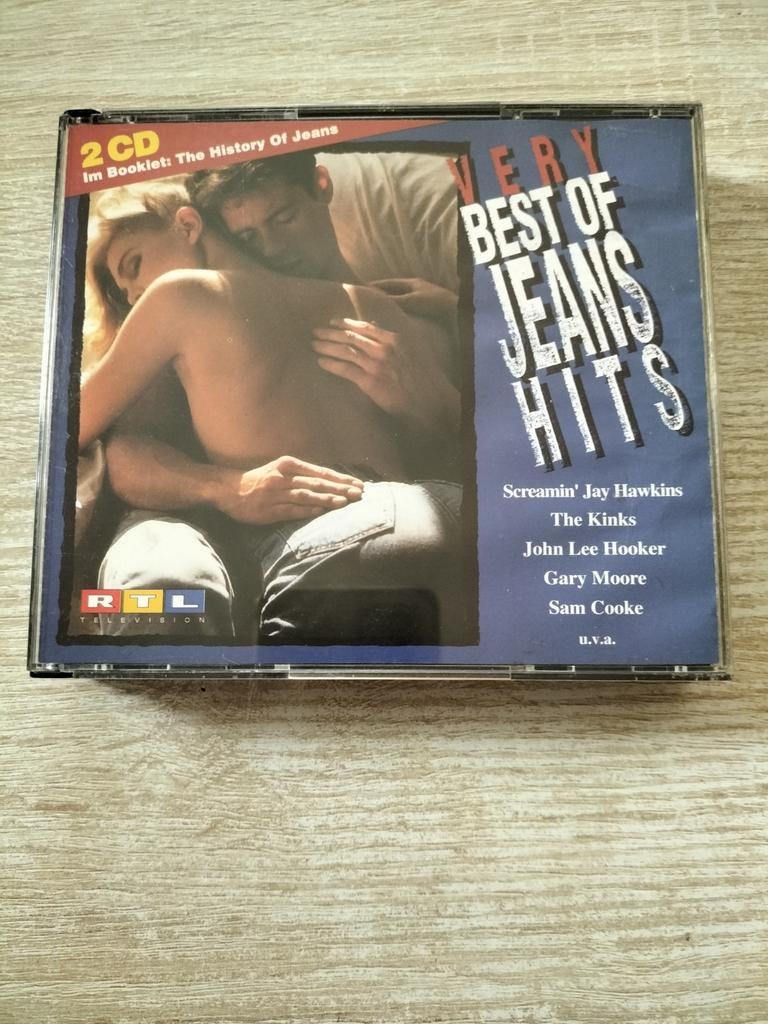 2 CD
Im Booklet: The History Of Jeans
VERY
BEST OF
JEANS
HITS
Screamin' Jay Hawkins
The Kinks
John Lee Hooker
Gary Moore
Sam Cooke
u.v.a.
RTL
TELEVISION